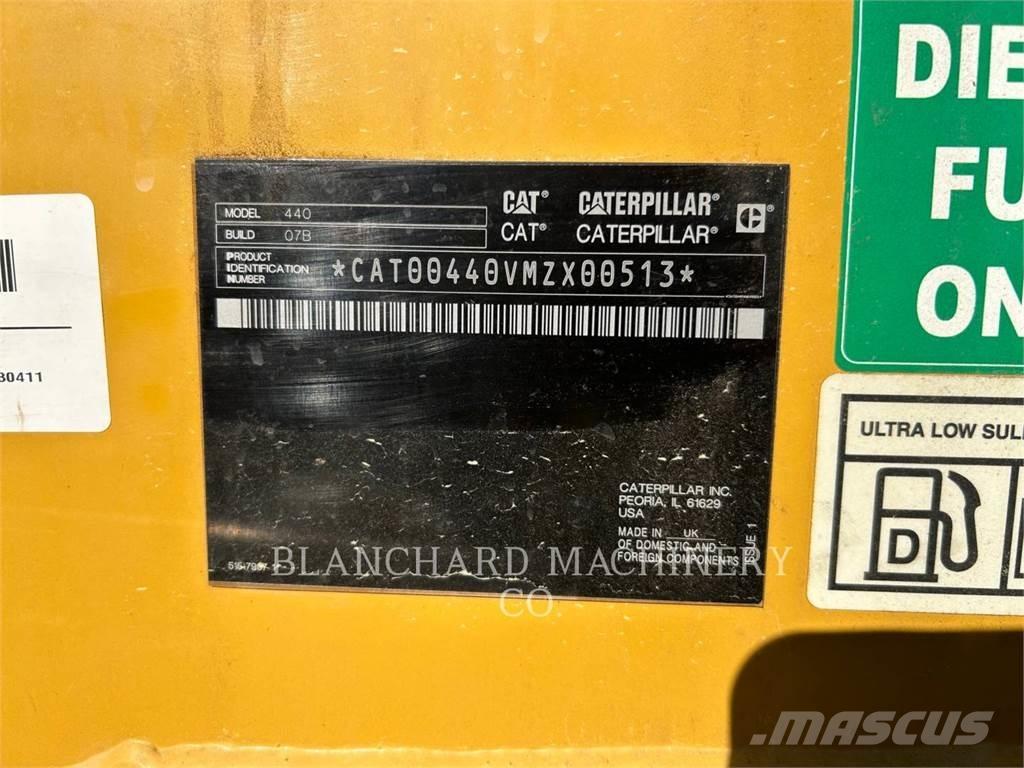 DIE
FU
ON
MODEL 440
BUILD 07B
CAT® CATERPILLAR®
CAT® CATERPILLAR®
PRODUCT
IDENTIFICATION
NUMBER
*CAT00440VMZX00513*
30411
ULTRA LOW SUL
D
CATERPILLAR INC.
PEORIA, IL 61629
USA
MADE IN UK
OF DOMESTIC AND
FOREIGN COMPONENTS
ISSUE 1
BLANCHARD MACHINERY
CO.
MASCUS